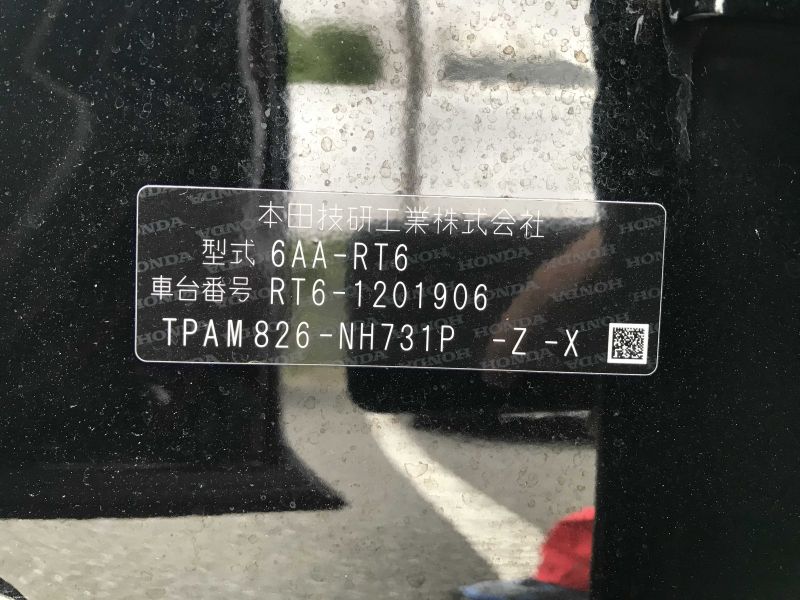 本田技研工業株式会社
型式 6AA-RT6
車台番号 RT6-1201906
TPAM826-NH731P -Z -X